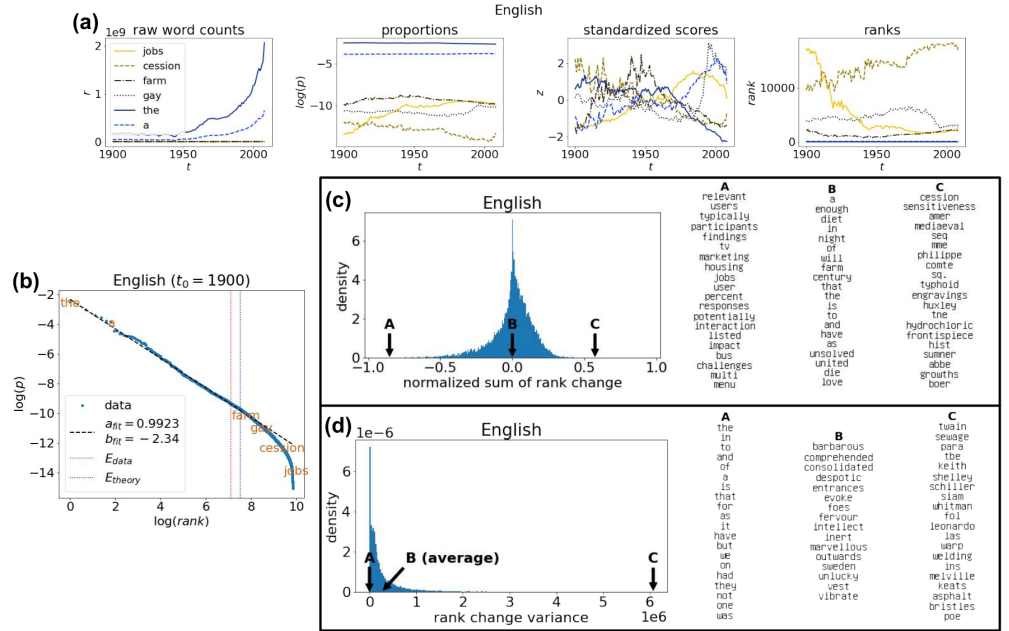 English
(a)
raw word counts
1e9
2
1
0
r
jobs
cession
farm
gay
the
a
1900
1950
2000
t
proportions
−5
−10
log(p)
1900
1950
2000
t
standardized scores
2
0
−2
z
1900
1950
2000
t
ranks
10000
0
rank
1900
1950
2000
t
(b)
English (t₀ = 1900)
−2
−4
−6
−8
−10
−12
−14
log(p)
the
a
farm
gay
cession
jobs
data
a_fit = 0.9923
b_fit = −2.34
E_data
E_theory
0
2
4
6
8
10
log(rank)
(c)
English
6
4
2
0
density
A
B
C
−1.0
−0.5
0.0
0.5
1.0
normalized sum of rank change
A
relevant
users
typically
participants
findings
tv
marketing
housing
jobs
user
percent
responses
potentially
interaction
listed
impact
bus
challenges
multi
menu
B
a
enough
diet
in
night
of
will
farm
century
that
the
is
to
and
have
as
unsolved
united
die
love
C
cession
sensitiveness
amer
mediaeval
seq
mme
philippe
comte
sq.
typhoid
engravings
huxley
tne
hydrochloric
frontispiece
hist
sumner
abbe
growths
boer
(d)
1e−6
English
6
4
2
0
density
A
B (average)
C
0
1
2
3
4
5
6
1e6
rank change variance
A
the
in
to
and
of
a
is
that
for
as
it
have
but
we
on
had
they
not
one
was
B
barbarous
comprehended
consolidated
despotic
entrances
evoke
foes
fervour
intellect
inert
marvellous
outwards
sweden
unlucky
vest
vibrate
C
twain
sewage
para
tbe
keith
shelley
schiller
siam
whitman
fol
leonardo
las
warp
welding
ins
melville
keats
asphalt
bristles
poe